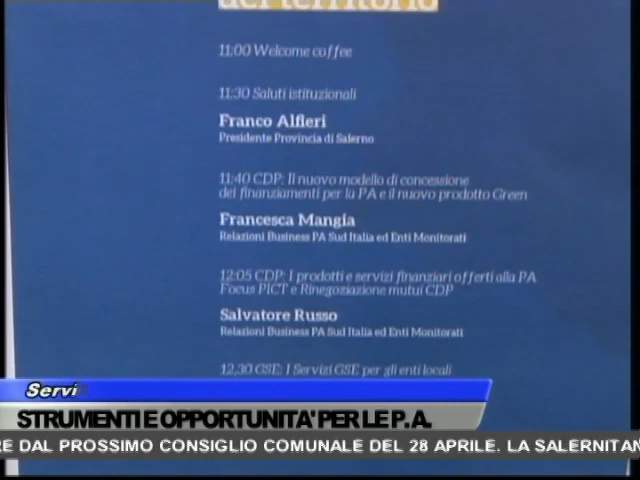 del territorio
11:00 Welcome coffee
11:30 Saluti istituzionali
Franco Alfieri
Presidente Provincia di Salerno
11:40 CDP: Il nuovo modello di concessione
dei finanziamenti per la PA e il nuovo prodotto Green
Francesca Mangia
Relazioni Business PA Sud Italia ed Enti Monitorati
12:05 CDP: I prodotti e servizi finanziari offerti alla PA
Focus PICT e Rinegoziazione mutui CDP
Salvatore Russo
Relazioni Business PA Sud Italia ed Enti Monitorati
12,30 GSE: I Servizi GSE per gli enti locali
Servi
STRUMENTI E OPPORTUNITA' PER LE P.A.
RE DAL PROSSIMO CONSIGLIO COMUNALE DEL 28 APRILE. LA SALERNITAN